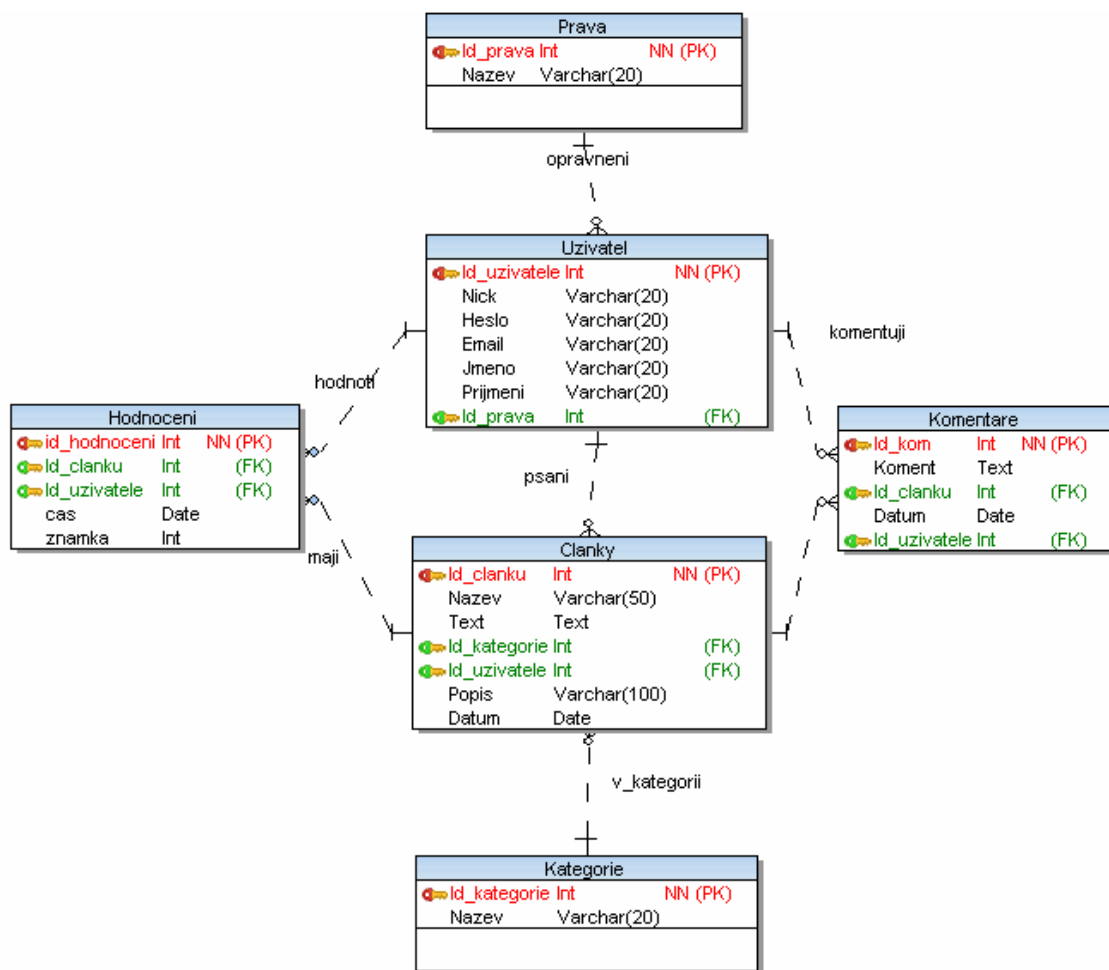 Prava
Id_prava Int NN (PK)
Nazev Varchar(20)
opravneni
Uzivatel
Id_uzivatele Int NN (PK)
Nick Varchar(20)
Heslo Varchar(20)
Email Varchar(20)
Jmeno Varchar(20)
Prijmeni Varchar(20)
Id_prava Int (FK)
hodnoti
komentuji
Hodnoceni
id_hodnoceni Int NN (PK)
Id_clanku Int (FK)
Id_uzivatele Int (FK)
cas Date
znamka Int
Komentare
Id_kom Int NN (PK)
Koment Text
Id_clanku Int (FK)
Datum Date
Id_uzivatele Int (FK)
psani
maji
Clanky
Id_clanku Int NN (PK)
Nazev Varchar(50)
Text Text
Id_kategorie Int (FK)
Id_uzivatele Int (FK)
Popis Varchar(100)
Datum Date
v_kategorii
Kategorie
Id_kategorie Int NN (PK)
Nazev Varchar(20)